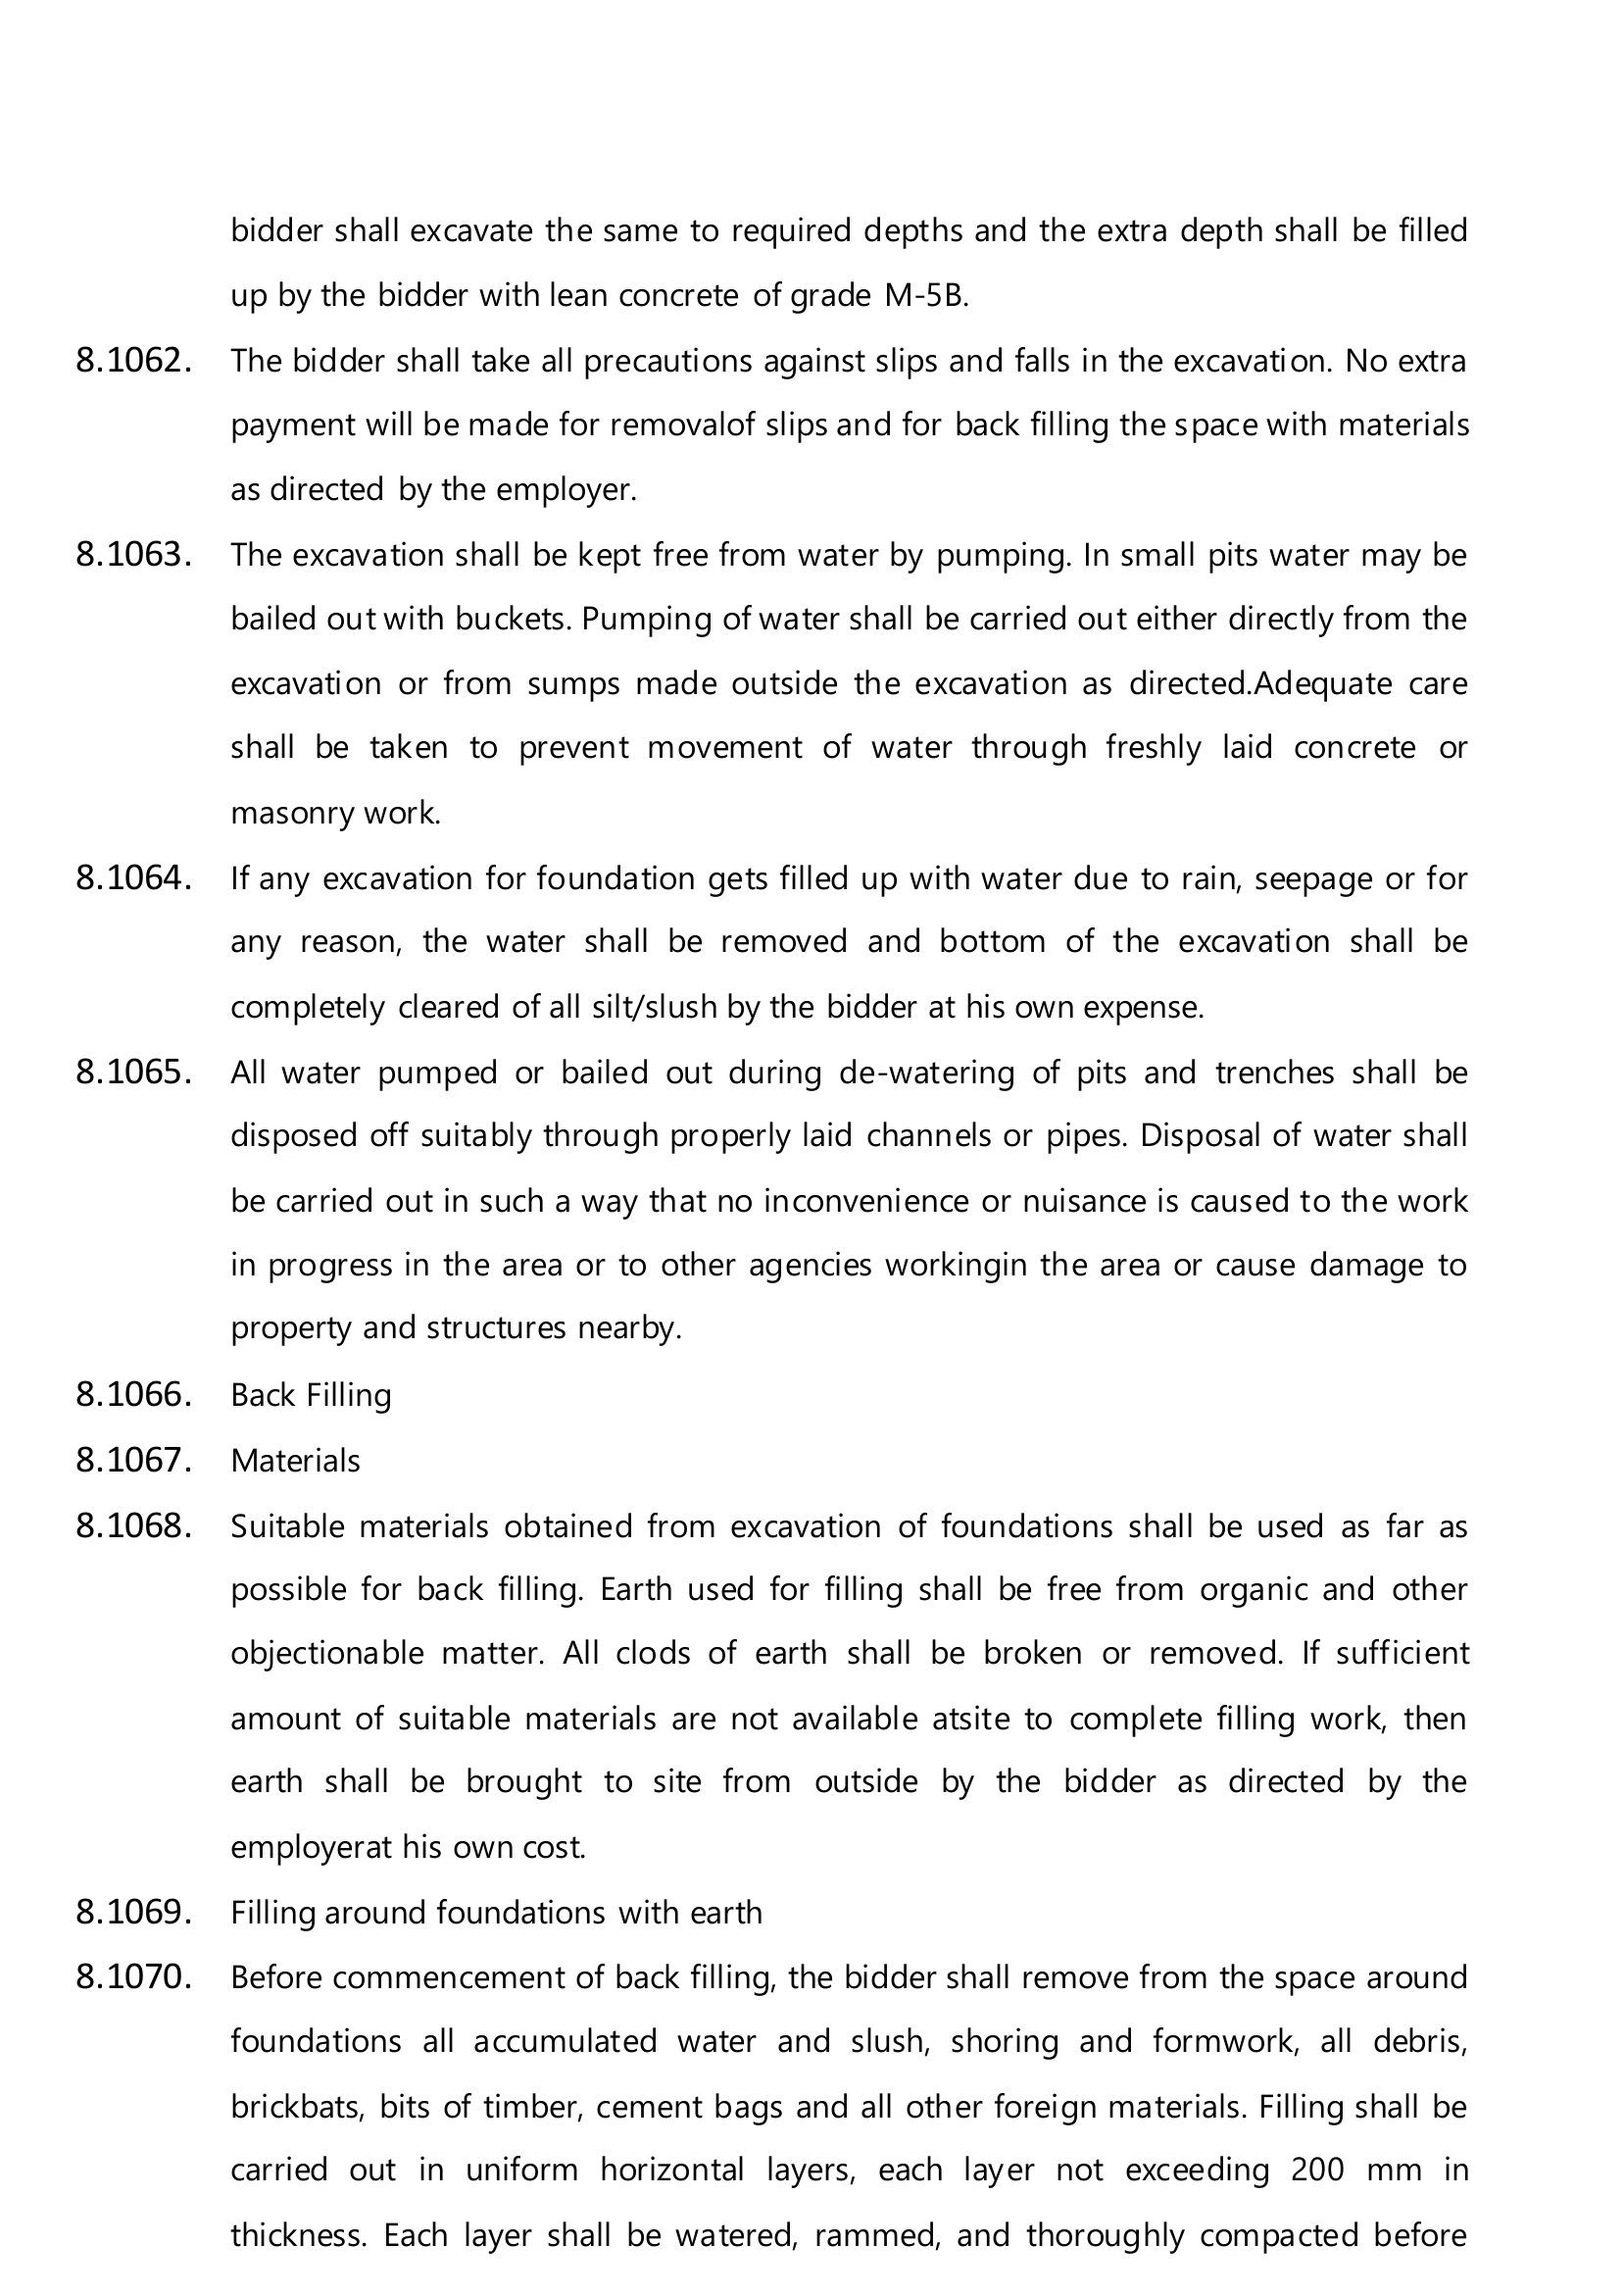 bidder shall excavate the same to required depths and the extra depth shall be filled
up by the bidder with lean concrete of grade M-5B.
8.1062. The bidder shall take all precautions against slips and falls in the excavation. No extra
payment will be made for removalof slips and for back filling the space with materials
as directed by the employer.
8.1063. The excavation shall be kept free from water by pumping. In small pits water may be
bailed out with buckets. Pumping of water shall be carried out either directly from the
excavation or from sumps made outside the excavation as directed.Adequate care
shall be taken to prevent movement of water through freshly laid concrete or
masonry work.
8.1064. If any excavation for foundation gets filled up with water due to rain, seepage or for
any reason, the water shall be removed and bottom of the excavation shall be
completely cleared of all silt/slush by the bidder at his own expense.
8.1065. All water pumped or bailed out during de-watering of pits and trenches shall be
disposed off suitably through properly laid channels or pipes. Disposal of water shall
be carried out in such a way that no inconvenience or nuisance is caused to the work
in progress in the area or to other agencies workingin the area or cause damage to
property and structures nearby.
8.1066. Back Filling
8.1067. Materials
8.1068. Suitable materials obtained from excavation of foundations shall be used as far as
possible for back filling. Earth used for filling shall be free from organic and other
objectionable matter. All clods of earth shall be broken or removed. If sufficient
amount of suitable materials are not available atsite to complete filling work, then
earth shall be brought to site from outside by the bidder as directed by the
employerat his own cost.
8.1069. Filling around foundations with earth
8.1070. Before commencement of back filling, the bidder shall remove from the space around
foundations all accumulated water and slush, shoring and formwork, all debris,
brickbats, bits of timber, cement bags and all other foreign materials. Filling shall be
carried out in uniform horizontal layers, each layer not exceeding 200 mm in
thickness. Each layer shall be watered, rammed, and thoroughly compacted before